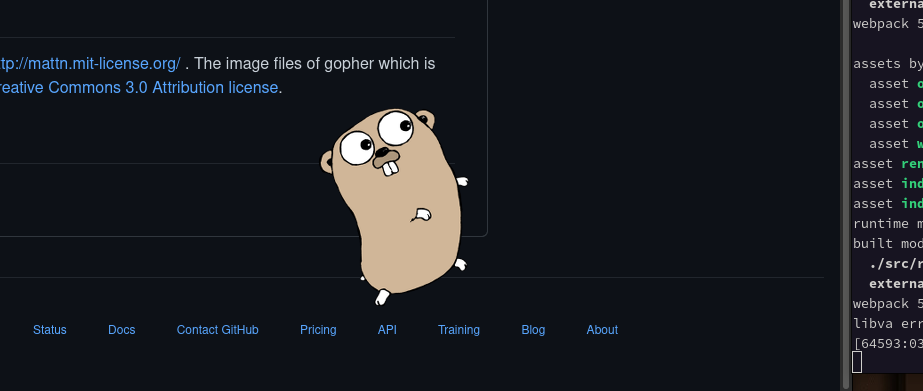 ttp://mattn.mit-license.org/ . The image files of gopher which is
reative Commons 3.0 Attribution license.
Status Docs Contact GitHub Pricing API Training Blog About
externa
webpack 5
assets by
asset o
asset o
asset o
asset w
asset ren
asset ind
asset ind
runtime m
built mod
./src/r
externa
webpack 5
libva err
[64593:03